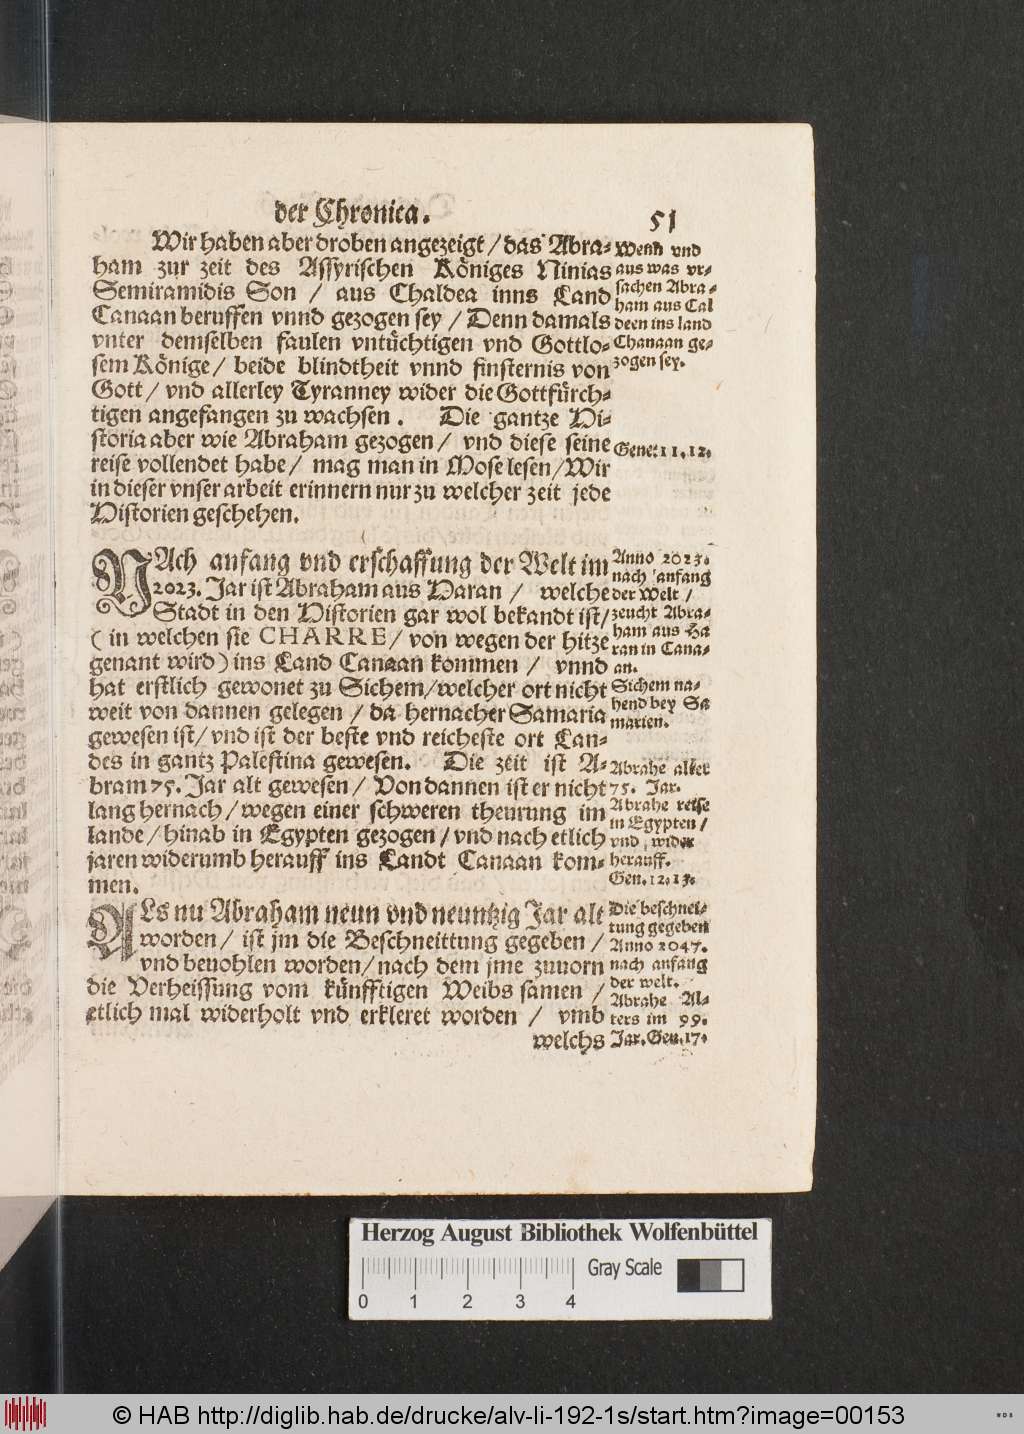 der Chronica. 51
Wir haben aber droben angezeigt / das Abra-
ham zur zeit des Assyrischen Königes Ninias
Semiramidis Son / aus Chaldea inns Land
Canaan beruffen vnnd gezogen sey / Denn damals
vnter demselben faulen vntüchtigen vnd Gottlo-
sem Könige / beide blindtheit vnnd finsternis von
Gott / vnd allerley Tyranney wider die Gottfürch-
tigen angefangen zu wachsen . Die gantze Hi-
storia aber wie Abraham gezogen / vnd diese seine
reise vollendet habe / mag man in Mose lesen / Wir
in dieser vnser arbeit erinnern nur zu welcher zeit jede
Historien geschehen.
Wenn vnd
aus was vr-
sachen Abra-
ham aus Cal
deen ins land
Chanaan ge-
zogen sey.
Gene: 11. 12.
NAch anfang vnd erschaffung der Welt im
2023. Jar ist Abraham aus Haran / welche
Stadt in den Historien gar wol bekandt ist /
( in welchen sie CHARRE / von wegen der hitze
genant wird ) ins Land Canaan kommen / vnnd
hat erstlich gewonet zu Sichem / welcher ort nicht
weit von dannen gelegen / da hernacher Samaria
gewesen ist / vnd ist der beste vnd reicheste ort Lan-
des in gantz Palestina gewesen. Die zeit ist A-
bram 75. Jar alt gewesen / Von dannen ist er nicht
lang hernach / wegen einer schweren theurung im
lande / hinab in Egypten gezogen / vnd nach etlich
jaren widerumb herauff ins Landt Canaan kom-
men.
Anno 2023.
nach anfang
der Welt /
zeucht Abra-
ham aus Ha
ran in Cana-
an.
Sichem na-
hend bey Sa
marien.
Abrahe alter
75. Jar.
Abrahe reise
in Egypten /
vnd wider
herauff.
Gen. 12. 13.
ALs nu Abraham neun vnd neuntzig Jar alt
worden / ist jm die Beschneittung gegeben /
vnd beuohlen worden / nach dem jme zuuorn
die Verheissung vom künfftigen Weibs samen /
etlich mal widerholt vnd erkleret worden / vmb
welchs
Die beschnei-
tung gegeben
Anno 2047.
nach anfang
der welt.
Abrahe Al-
ters im 99.
Jar. Gen. 17.
Herzog August Bibliothek Wolfenbüttel
Gray Scale
0 1 2 3 4
© HAB http://diglib.hab.de/drucke/alv-li-192-1s/start.htm?image=00153